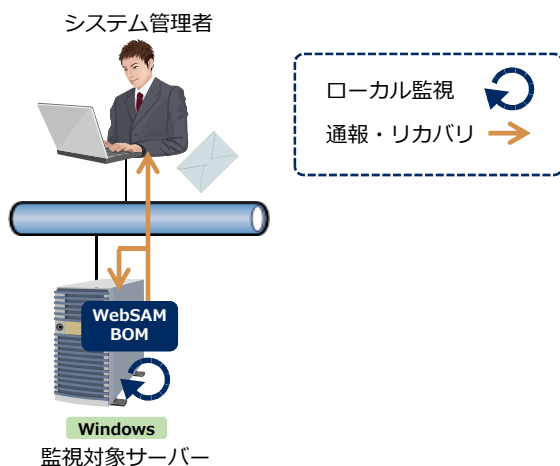 システム管理者
ローカル監視
通報・リカバリ
WebSAM
BOM
Windows
監視対象サーバー